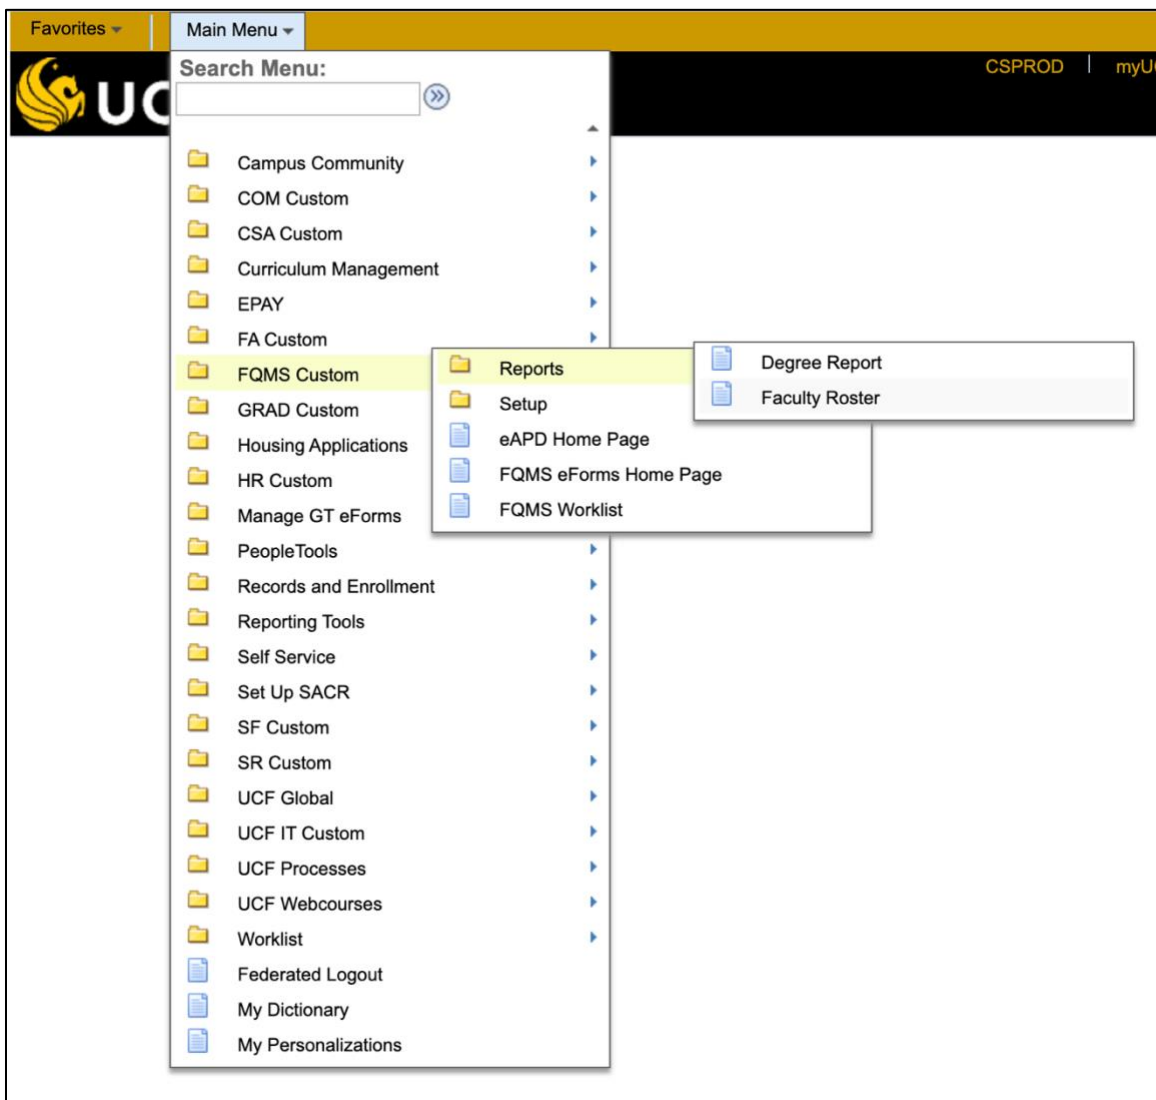 Favorites
Main Menu
CSPROD
Search Menu:
Campus Community
COM Custom
CSA Custom
Curriculum Management
EPAY
FA Custom
FQMS Custom
GRAD Custom
Housing Applications
HR Custom
Manage GT eForms
PeopleTools
Records and Enrollment
Reporting Tools
Self Service
Set Up SACR
SF Custom
SR Custom
UCF Global
UCF IT Custom
UCF Processes
UCF Webcourses
Worklist
Federated Logout
My Dictionary
My Personalizations
Reports
Setup
eAPD Home Page
FQMS eForms Home Page
FQMS Worklist
Degree Report
Faculty Roster